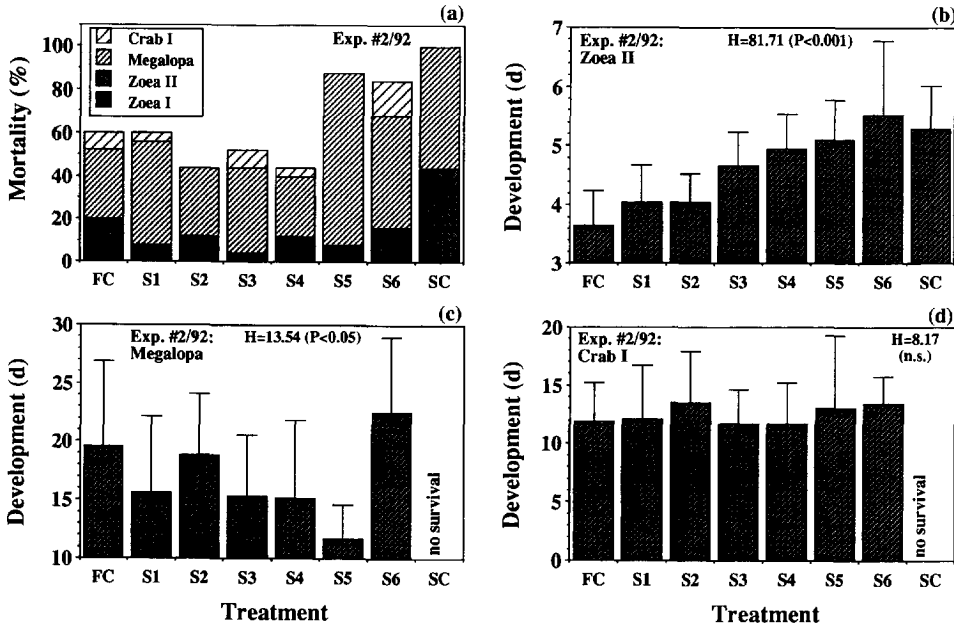 (a)
Mortality (%)
100
80
60
40
20
0
Crab I
Megalopa
Zoea II
Zoea I
Exp. #2/92
FC S1 S2 S3 S4 S5 S6 SC
(b)
Development (d)
7
6
5
4
3
Exp. #2/92: H=81.71 (P<0.001)
Zoea II
FC S1 S2 S3 S4 S5 S6 SC
(c)
Development (d)
30
25
20
15
10
Exp. #2/92: H=13.54 (P<0.05)
Megalopa
no survival
FC S1 S2 S3 S4 S5 S6 SC
Treatment
(d)
Development (d)
20
15
10
5
0
Exp. #2/92: H=8.17
Crab I (n.s.)
no survival
FC S1 S2 S3 S4 S5 S6 SC
Treatment